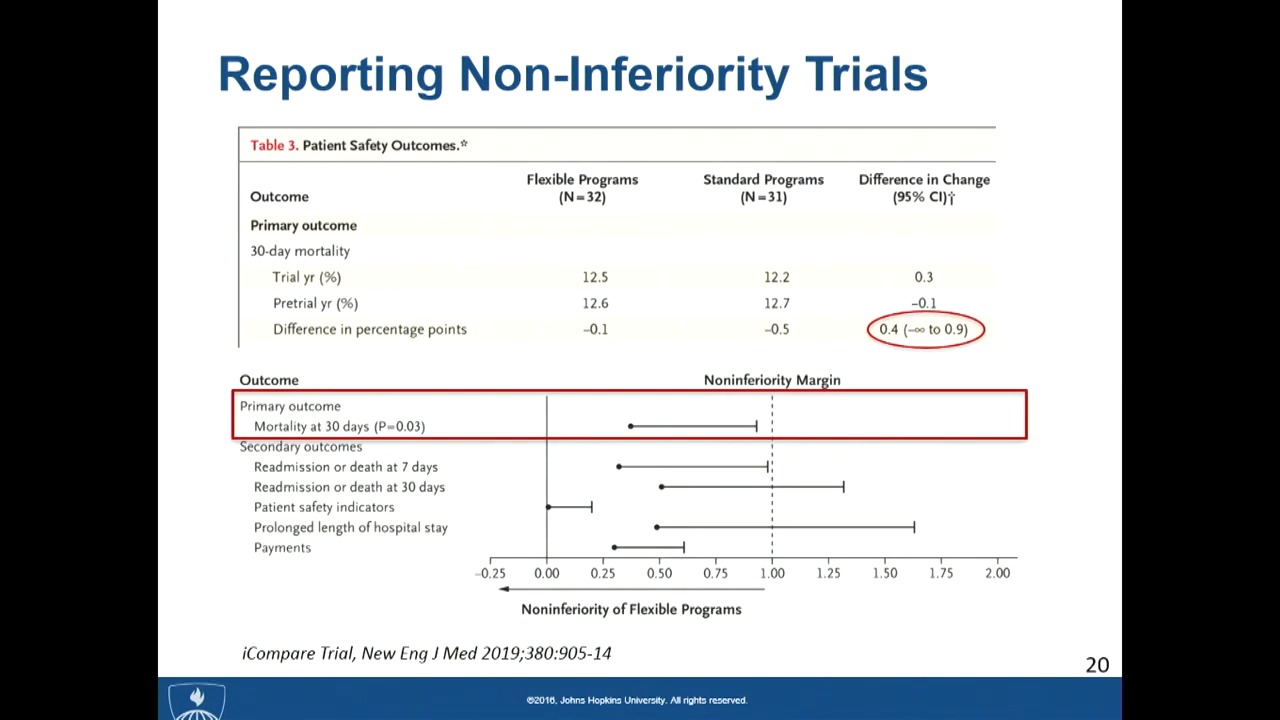 Reporting Non-Inferiority Trials
Table 3. Patient Safety Outcomes.*
Outcome Flexible Programs (N=32) Standard Programs (N=31) Difference in Change (95% CI)†
Primary outcome
30-day mortality
Trial yr (%) 12.5 12.2 0.3
Pretrial yr (%) 12.6 12.7 −0.1
Difference in percentage points −0.1 −0.5 0.4 (−∞ to 0.9)
Outcome Noninferiority Margin
Primary outcome
Mortality at 30 days (P=0.03)
Secondary outcomes
Readmission or death at 7 days
Readmission or death at 30 days
Patient safety indicators
Prolonged length of hospital stay
Payments
−0.25 0.00 0.25 0.50 0.75 1.00 1.25 1.50 1.75 2.00
Noninferiority of Flexible Programs
iCompare Trial, New Eng J Med 2019;380:905-14
20
©2016, Johns Hopkins University. All rights reserved.